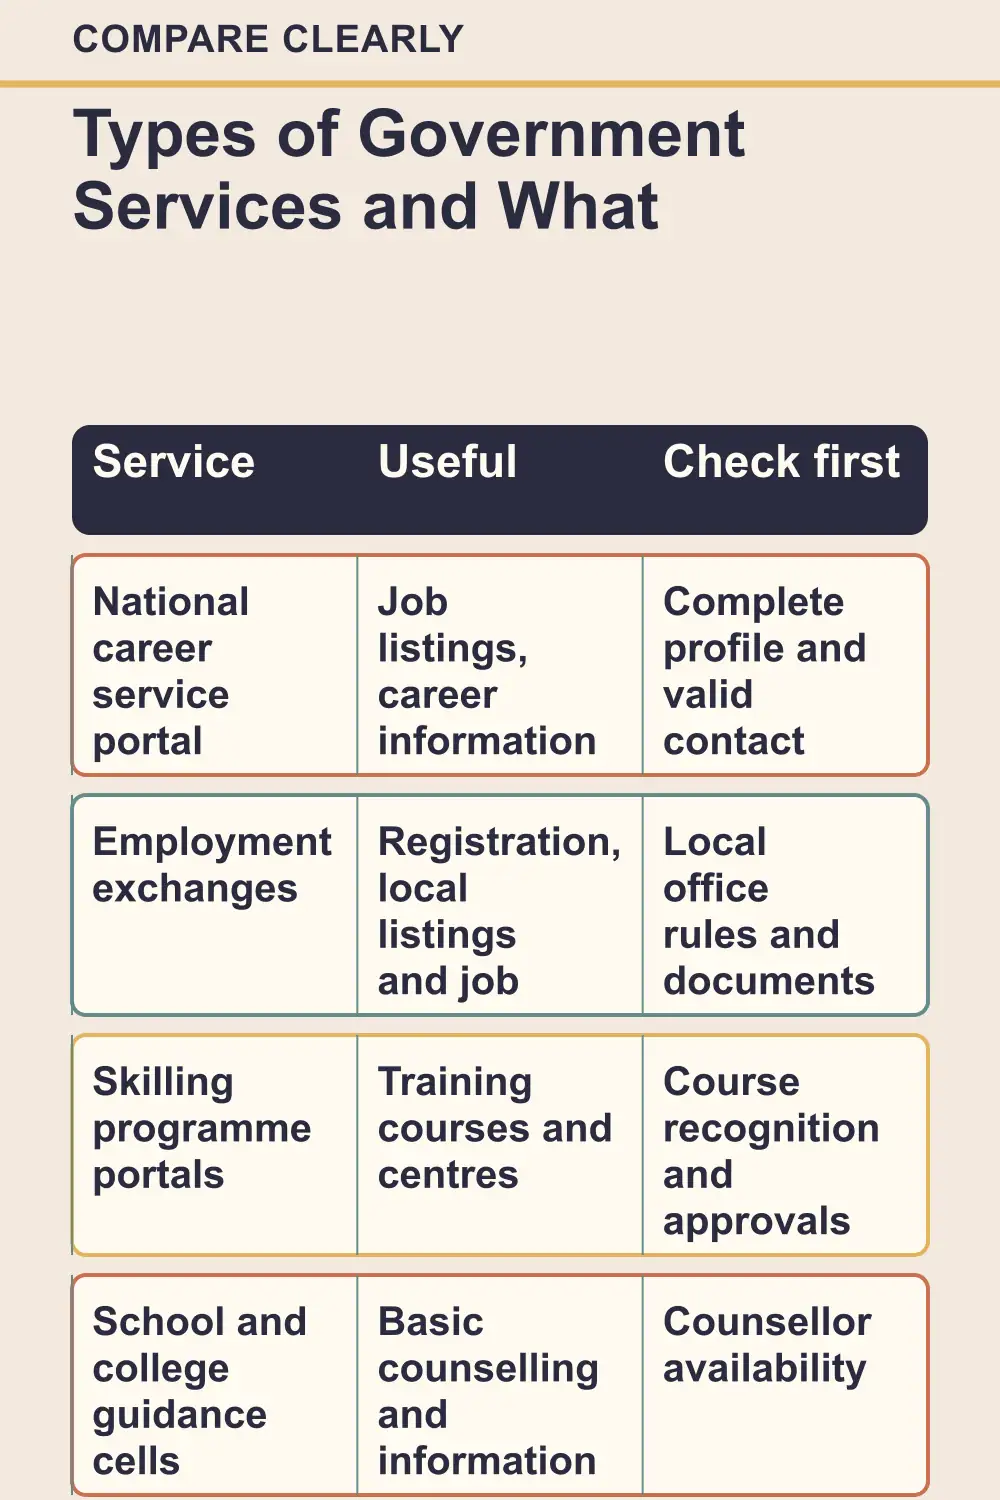 COMPARE CLEARLY
Types of Government
Services and What
Service
Useful
Check first
National
career
service
portal
Job
listings,
career
information
Complete
profile and
valid
contact
Employment
exchanges
Registration,
local
listings
and job
Local
office
rules and
documents
Skilling
programme
portals
Training
courses and
centres
Course
recognition
and
approvals
School and
college
guidance
cells
Basic
counselling
and
information
Counsellor
availability